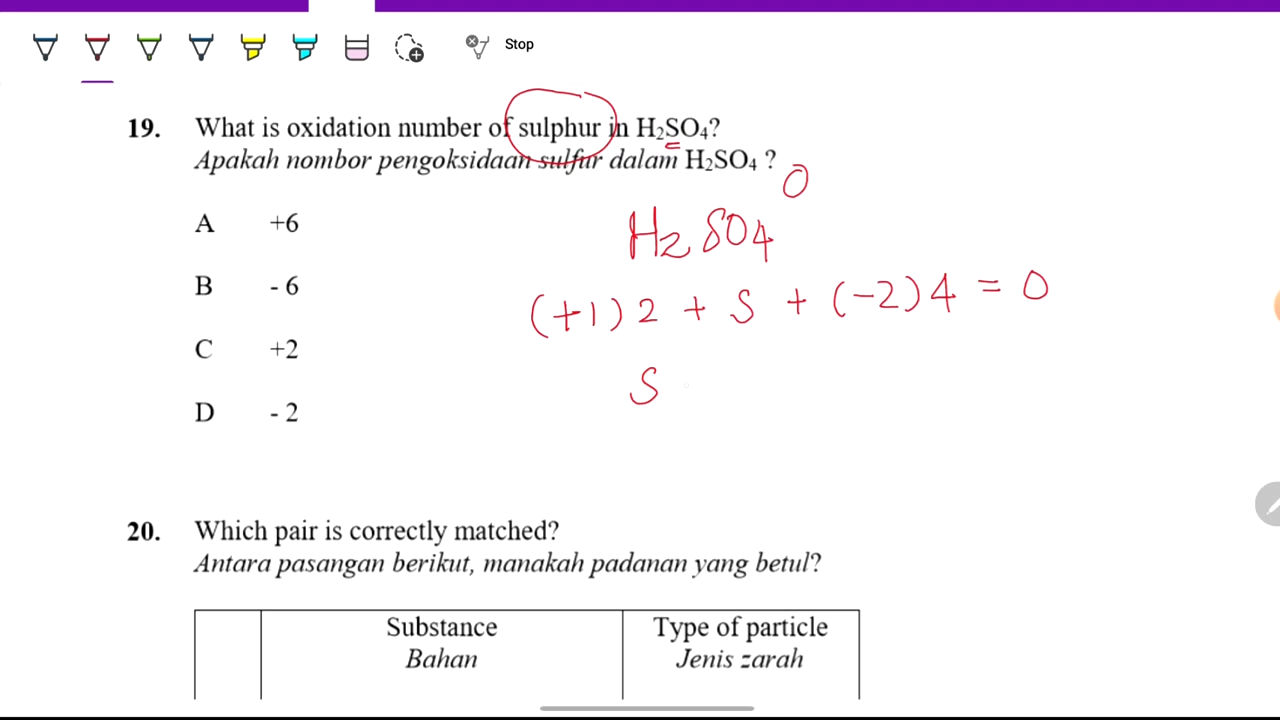 Stop
19. What is oxidation number of sulphur in H₂SO₄?
Apakah nombor pengoksidaan sulfur dalam H₂SO₄ ?
0
A +6
H₂SO₄
B - 6
(+1)2 + S + (-2)4 = 0
C +2
S
D - 2
20. Which pair is correctly matched?
Antara pasangan berikut, manakah padanan yang betul?
Substance Type of particle
Bahan Jenis zarah